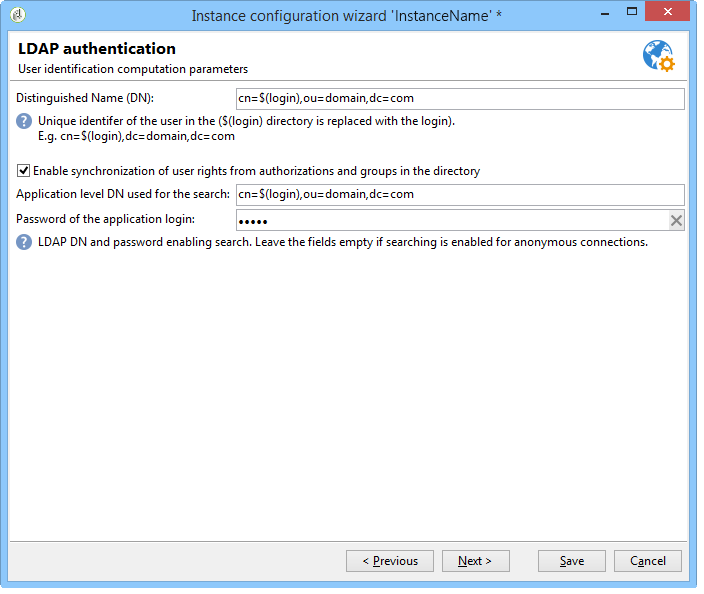 Instance configuration wizard 'InstanceName' *
LDAP authentication
User identification computation parameters
Distinguished Name (DN): cn=$(login),ou=domain,dc=com
Unique identifer of the user in the ($(login) directory is replaced with the login).
E.g. cn=$(login),dc=domain,dc=com
Enable synchronization of user rights from authorizations and groups in the directory
Application level DN used for the search: cn=$(login),ou=domain,dc=com
Password of the application login: •••••
LDAP DN and password enabling search. Leave the fields empty if searching is enabled for anonymous connections.
< Previous Next > Save Cancel